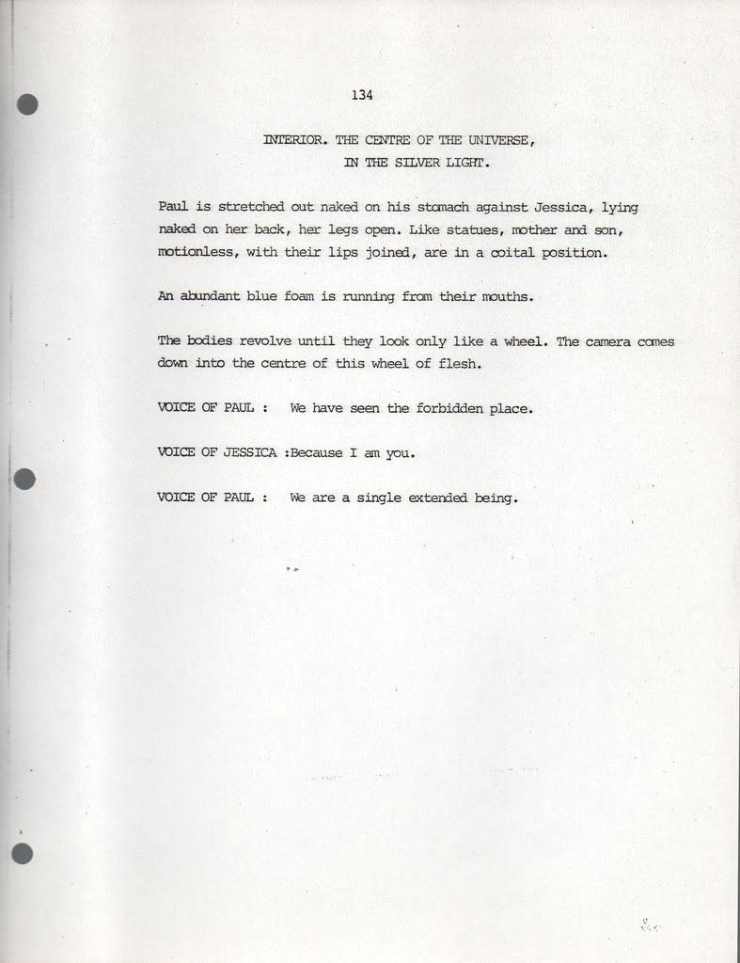 134
INTERIOR. THE CENTRE OF THE UNIVERSE,
IN THE SILVER LIGHT.
Paul is stretched out naked on his stomach against Jessica, lying
naked on her back, her legs open. Like statues, mother and son,
motionless, with their lips joined, are in a coital position.
An abundant blue foam is running from their mouths.
The bodies revolve until they look only like a wheel. The camera comes
down into the centre of this wheel of flesh.
VOICE OF PAUL : We have seen the forbidden place.
VOICE OF JESSICA :Because I am you.
VOICE OF PAUL : We are a single extended being.